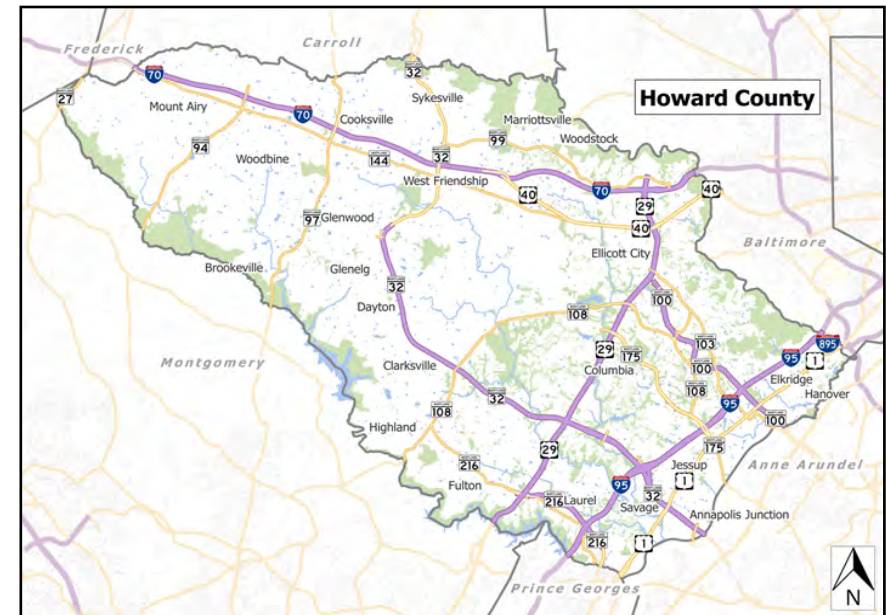 Frederick
Carroll
70
32
27
Mount Airy
70
Cooksville
Sykesville
Marriottsville
Howard County
94
Woodbine
144
32
99
Woodstock
West Friendship
40
70
40
97
Glenwood
29
40
Ellicott City
Baltimore
Brookeville
Glenelg
32
Dayton
100
108
Montgomery
Clarksville
29
175
Columbia
103
100
95
895
1
Elkridge
Hanover
32
108
108
95
100
Highland
29
175
216
Fulton
Jessup
Anne Arundel
95
1
32
216
Laurel
Savage
Annapolis Junction
216
1
Prince Georges
N